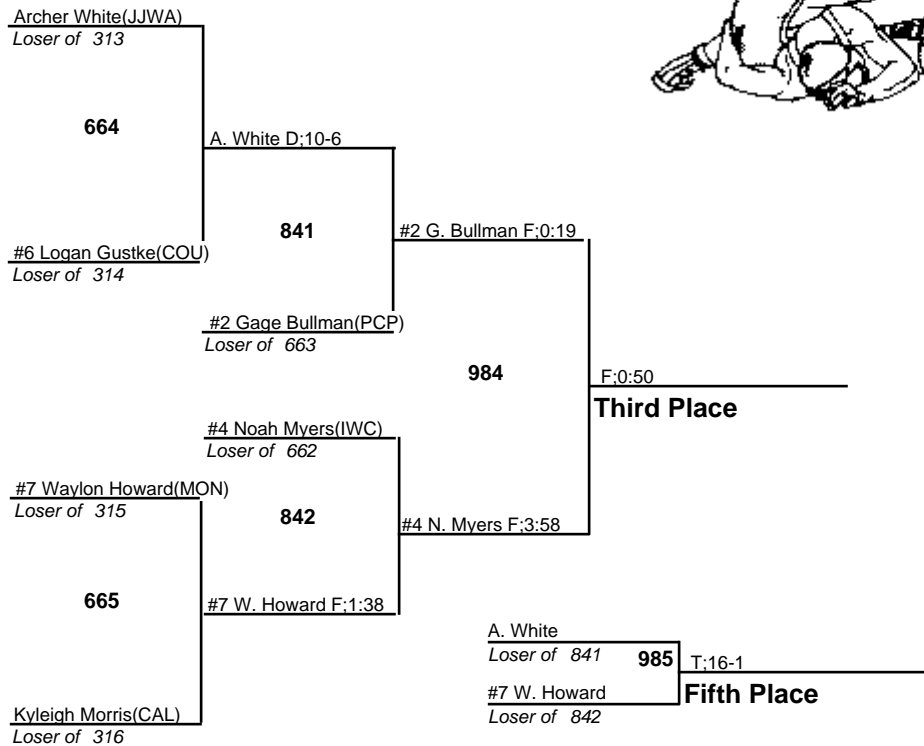 Archer White(JJWA)
Loser of 313
664
A. White D;10-6
#6 Logan Gustke(COU)
Loser of 314
841
#2 G. Bullman F;0:19
#2 Gage Bullman(PCP)
Loser of 663
984
F;0:50
Third Place
#4 Noah Myers(IWC)
Loser of 662
#7 Waylon Howard(MON)
Loser of 315
842
#4 N. Myers F;3:58
665
#7 W. Howard F;1:38
Kyleigh Morris(CAL)
Loser of 316
A. White
Loser of 841
985
T;16-1
Fifth Place
#7 W. Howard
Loser of 842